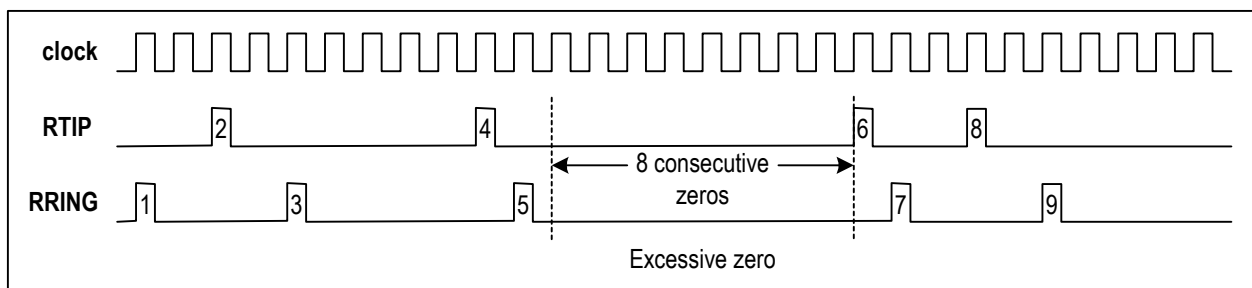 clock
RTIP
2
4
6
8
8 consecutive
zeros
RRING
1
3
5
7
9
Excessive zero